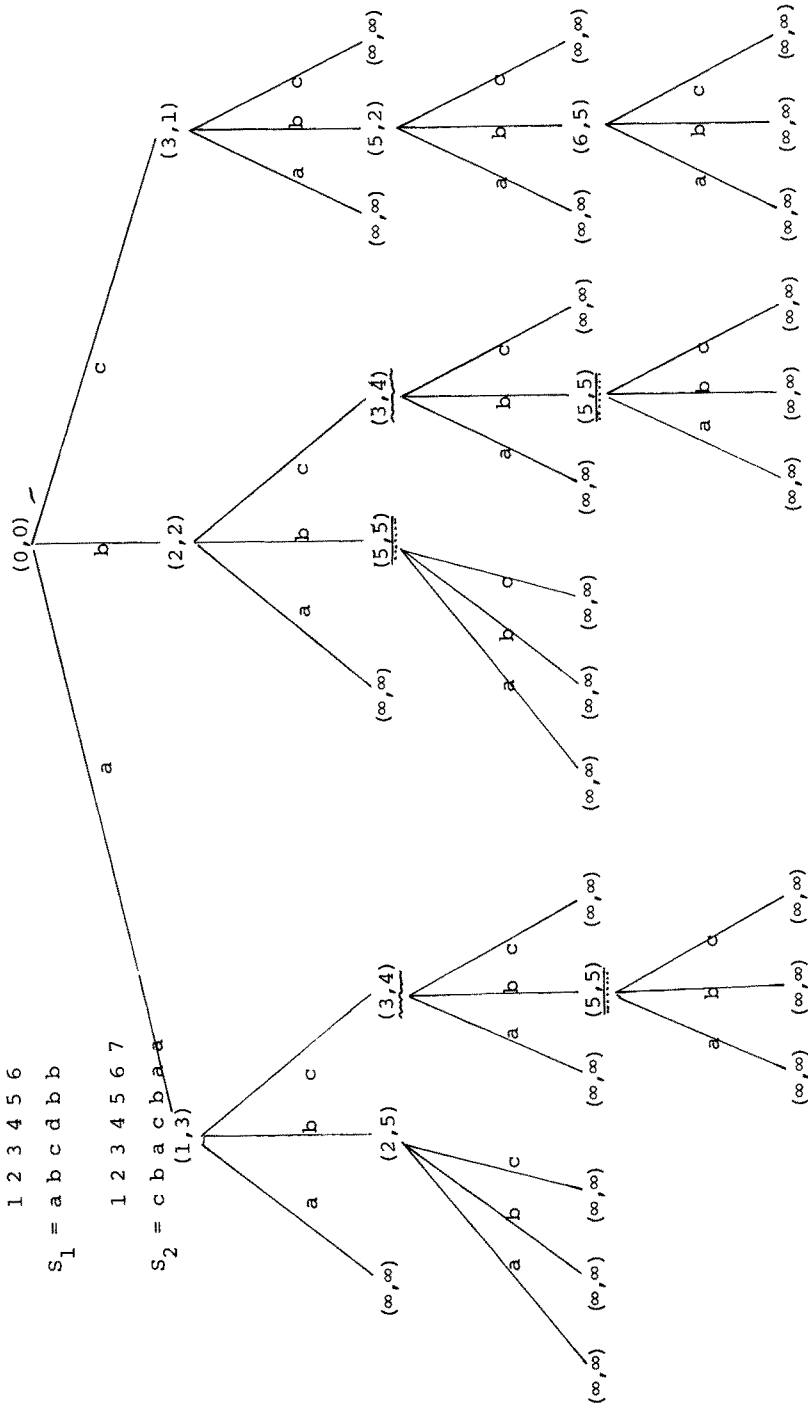 1 2 3 4 5 6
(0,0)
S₁ = a b c d b b
a b c
1 2 3 4 5 6 7
S₂ = c b a c b a a
(1,3) (2,2) (3,1)
a b c a b c a b c
(∞,∞) (2,5) (3,4) (∞,∞) (5,5) (3,4) (∞,∞) (5,2) (∞,∞)
a b c a b c a b c a b c a b c
(∞,∞) (∞,∞) (∞,∞) (∞,∞) (5,5) (∞,∞) (∞,∞) (∞,∞) (∞,∞) (∞,∞) (5,5) (∞,∞) (∞,∞) (6,5) (∞,∞)
a b c a b c a b c
(∞,∞) (∞,∞) (∞,∞) (∞,∞) (∞,∞) (∞,∞) (∞,∞) (∞,∞) (∞,∞)